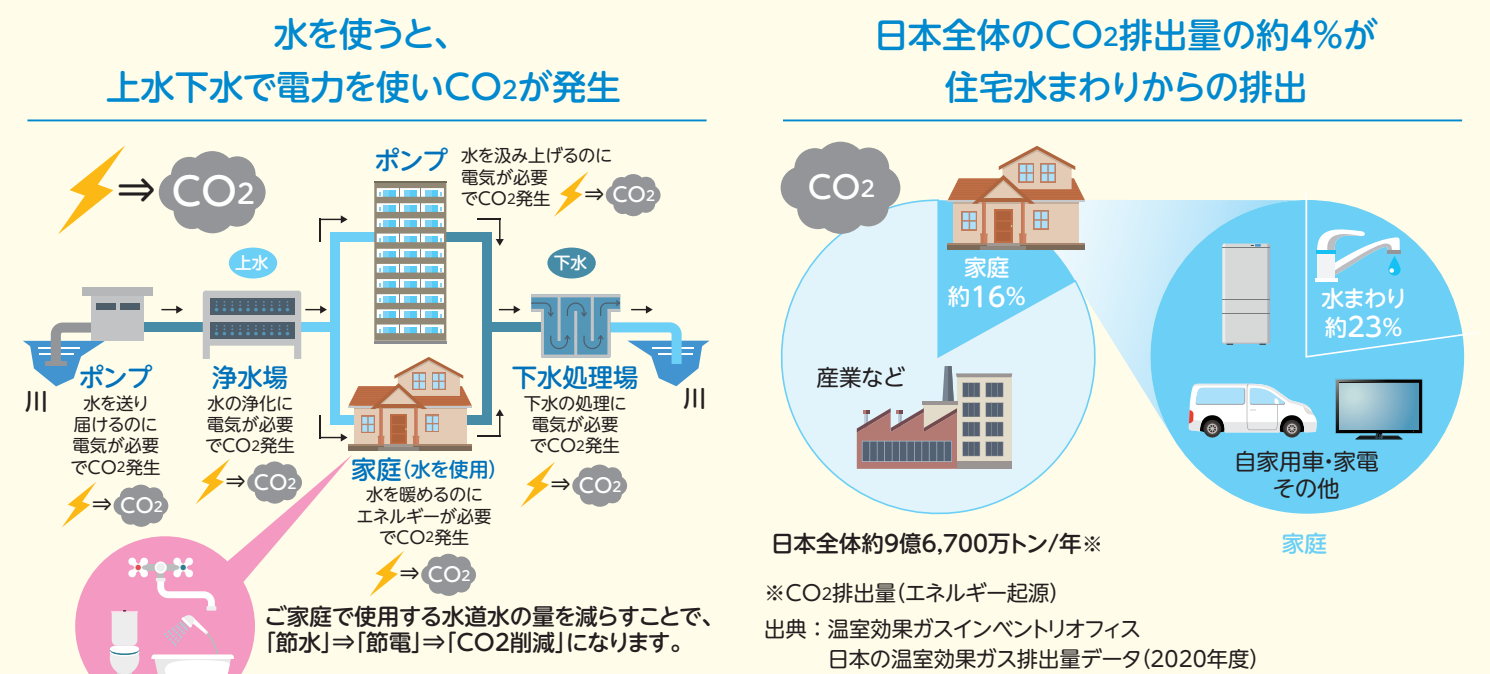 水を使うと、
上水下水で電力を使いCO2が発生
CO2
ポンプ
水を汲み上げるのに
電気が必要
でCO2発生
⇒CO2
上水
下水
川
ポンプ
水を送り
届けるのに
電気が必要
でCO2発生
⇒CO2
浄水場
水の浄化に
電気が必要
でCO2発生
⇒CO2
家庭(水を使用)
水を暖めるのに
エネルギーが必要
でCO2発生
⇒CO2
下水処理場
下水の処理に
電気が必要
でCO2発生
⇒CO2
川
ご家庭で使用する水道水の量を減らすことで、
「節水」⇒「節電」⇒「CO2削減」になります。
日本全体のCO2排出量の約4%が
住宅水まわりからの排出
CO2
家庭
約16%
産業など
水まわり
約23%
自家用車・家電
その他
家庭
日本全体約9億6,700万トン/年※
※CO2排出量(エネルギー起源)
出典：温室効果ガスインベントリオフィス
日本の温室効果ガス排出量データ(2020年度)